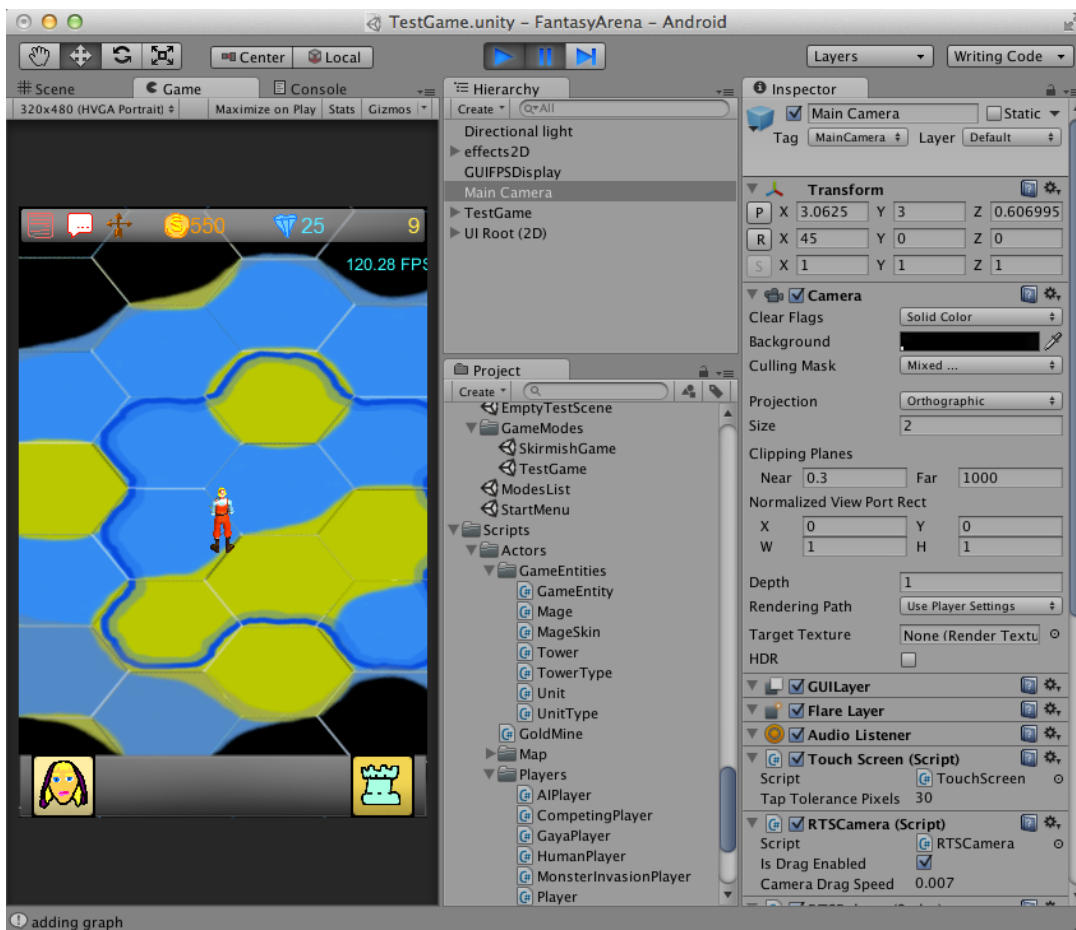 TestGame.unity – FantasyArena – Android
Center Local
Layers Writing Code
Scene Game Console
320x480 (HVGA Portrait) Maximize on Play Stats Gizmos
550 25 9
120.28 FPS
Hierarchy
Create All
Directional light
effects2D
GUIFPSDisplay
Main Camera
TestGame
UI Root (2D)
Project
Create
EmptyTestScene
GameModes
SkirmishGame
TestGame
ModesList
StartMenu
Scripts
Actors
GameEntities
GameEntity
Mage
MageSkin
Tower
TowerType
Unit
UnitType
GoldMine
Map
Players
AIPlayer
CompetingPlayer
GayaPlayer
HumanPlayer
MonsterInvasionPlayer
Player
Inspector
Main Camera Static
Tag MainCamera Layer Default
Transform
P X 3.0625 Y 3 Z 0.606995
R X 45 Y 0 Z 0
S X 1 Y 1 Z 1
Camera
Clear Flags Solid Color
Background
Culling Mask Mixed ...
Projection Orthographic
Size 2
Clipping Planes
Near 0.3 Far 1000
Normalized View Port Rect
X 0 Y 0
W 1 H 1
Depth 1
Rendering Path Use Player Settings
Target Texture None (Render Textu
HDR
GUILayer
Flare Layer
Audio Listener
Touch Screen (Script)
Script TouchScreen
Tap Tolerance Pixels 30
RTSCamera (Script)
Script RTSCamera
Is Drag Enabled
Camera Drag Speed 0.007
adding graph